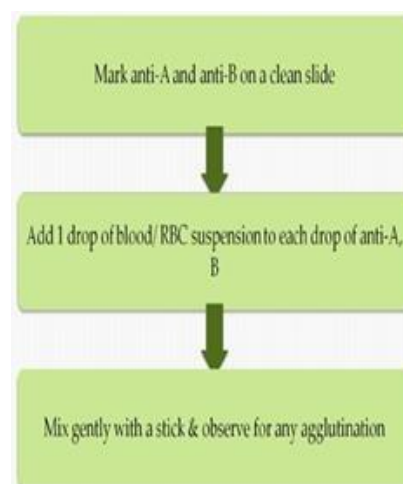 Mark anti-A and anti-B on a clean slide
Add 1 drop of blood/ RBC suspension to each drop of anti-A,
B
Mix gently with a stick & observe for any agglutination